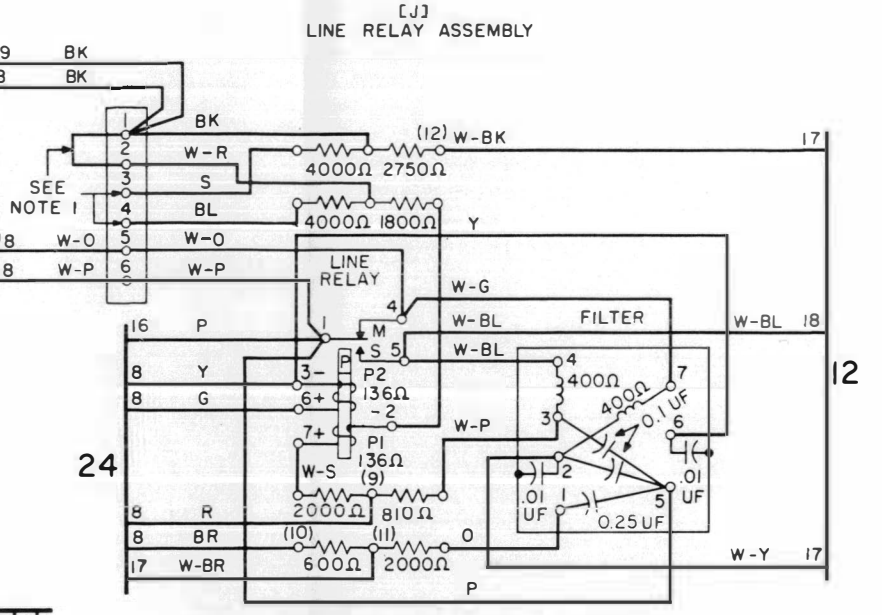 [J]
LINE RELAY ASSEMBLY
9 BK
8 BK
1 BK
(12) W-BK 17
2 W-R
4000Ω 2750Ω
3 S
SEE
NOTE 1
4 BL
4000Ω 1800Ω
Y
18 W-O 5 W-O
LINE
RELAY
8 W-P 6 W-P
W-G
4
16 P 1
M
W-BL
FILTER
W-BL 18
S 5 W-BL
P
8 Y 3-
P2
136Ω
4
400Ω
400Ω
7
12
8 G 6+
-2
3
0.1 UF
6
W-P
7+
P1
136Ω
24
W-S
(9)
2
.01
UF
.01
UF
5
1
2000Ω 810Ω
0.25 UF
8 R
8 BR (10) (11) O
600Ω 2000Ω
17 W-BR
W-Y 17
P